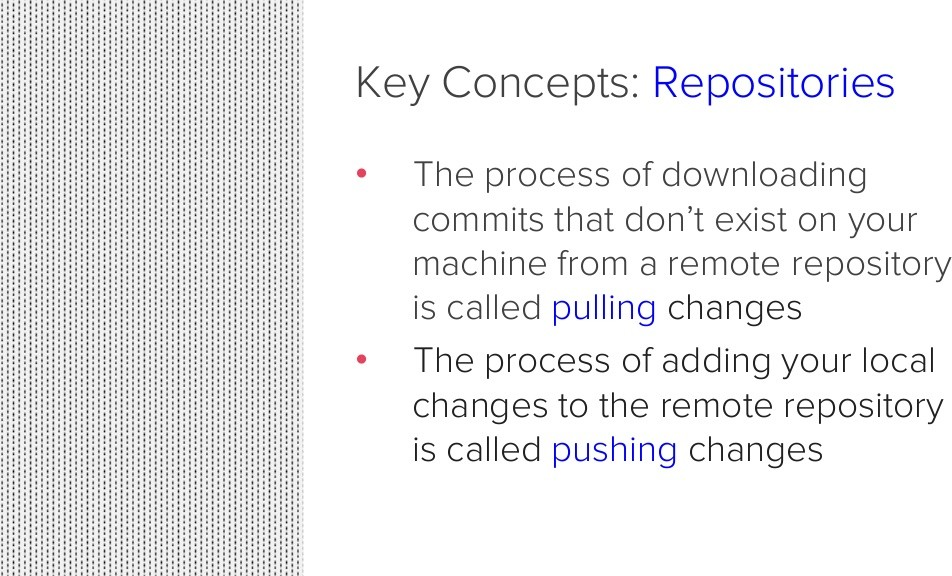 Key Concepts: Repositories
• The process of downloading
commits that don’t exist on your
machine from a remote repository
is called pulling changes
• The process of adding your local
changes to the remote repository
is called pushing changes